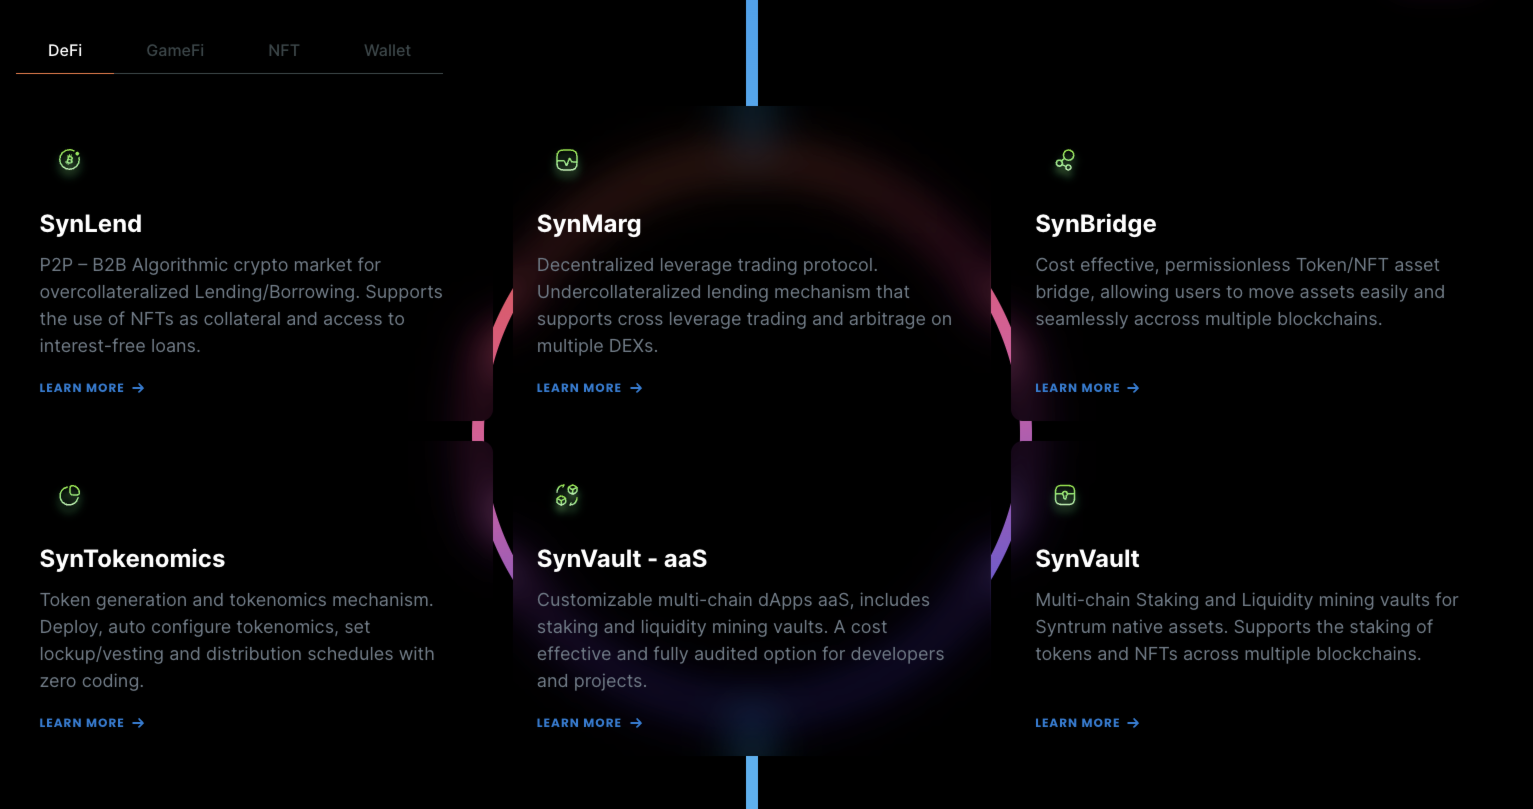 DeFi
GameFi
NFT
Wallet
SynLend
P2P – B2B Algorithmic crypto market for
overcollateralized Lending/Borrowing. Supports
the use of NFTs as collateral and access to
interest-free loans.
LEARN MORE →
SynMarg
Decentralized leverage trading protocol.
Undercollateralized lending mechanism that
supports cross leverage trading and arbitrage on
multiple DEXs.
LEARN MORE →
SynBridge
Cost effective, permissionless Token/NFT asset
bridge, allowing users to move assets easily and
seamlessly accross multiple blockchains.
LEARN MORE →
SynTokenomics
Token generation and tokenomics mechanism.
Deploy, auto configure tokenomics, set
lockup/vesting and distribution schedules with
zero coding.
LEARN MORE →
SynVault - aaS
Customizable multi-chain dApps aaS, includes
staking and liquidity mining vaults. A cost
effective and fully audited option for developers
and projects.
LEARN MORE →
SynVault
Multi-chain Staking and Liquidity mining vaults for
Syntrum native assets. Supports the staking of
tokens and NFTs across multiple blockchains.
LEARN MORE →